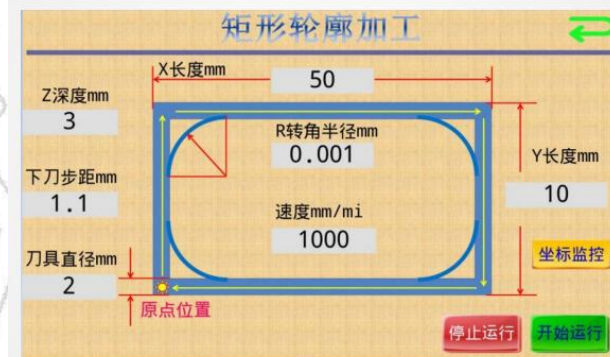 矩形轮廓加工
X长度mm
50
Z深度mm
3
R转角半径mm
0.001
Y长度mm
10
下刀步距mm
1.1
速度mm/mi
1000
刀具直径mm
2
坐标监控
原点位置
停止运行
开始运行